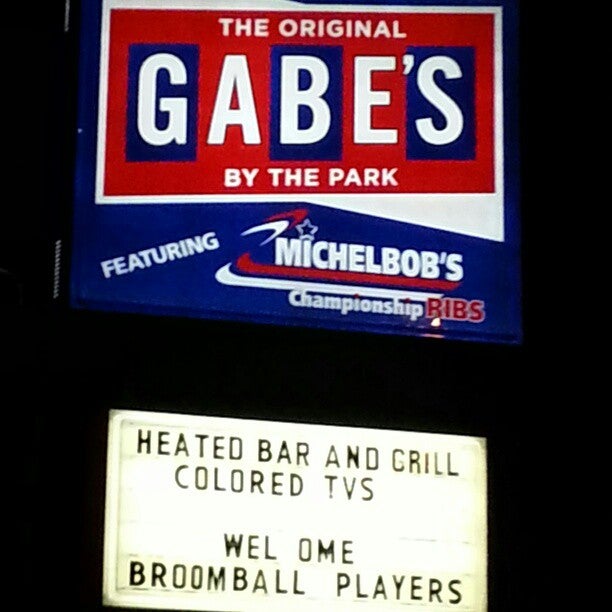 THE ORIGINAL
GABE'S
BY THE PARK
FEATURING MICHELBOB'S
Championship RIBS
HEATED BAR AND GRILL
COLORED TVS
WEL OME
BROOMBALL PLAYERS